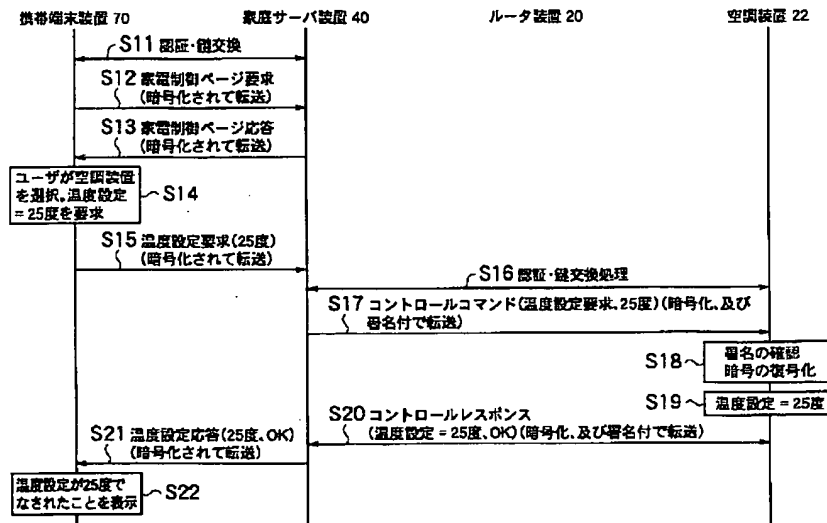 携帯端末装置 70
家庭サーバ装置 40
ルータ装置 20
空調装置 22
S11 認証・鍵交換
S12 家電制御ページ要求
(暗号化されて転送)
S13 家電制御ページ応答
(暗号化されて転送)
ユーザが空調装置
を選択、温度設定
=25度を要求
S14
S15 温度設定要求(25度)
(暗号化されて転送)
S16 認証・鍵交換処理
S17 コントロールコマンド(温度設定要求、25度)(暗号化、及び
署名付で転送)
S18
署名の確認
暗号の復号化
S19
温度設定=25度
S20 コントロールレスポンス
(温度設定=25度、OK)(暗号化、及び署名付で転送)
S21 温度設定応答(25度、OK)
(暗号化されて転送)
温度設定が25度で
なされたことを表示
S22